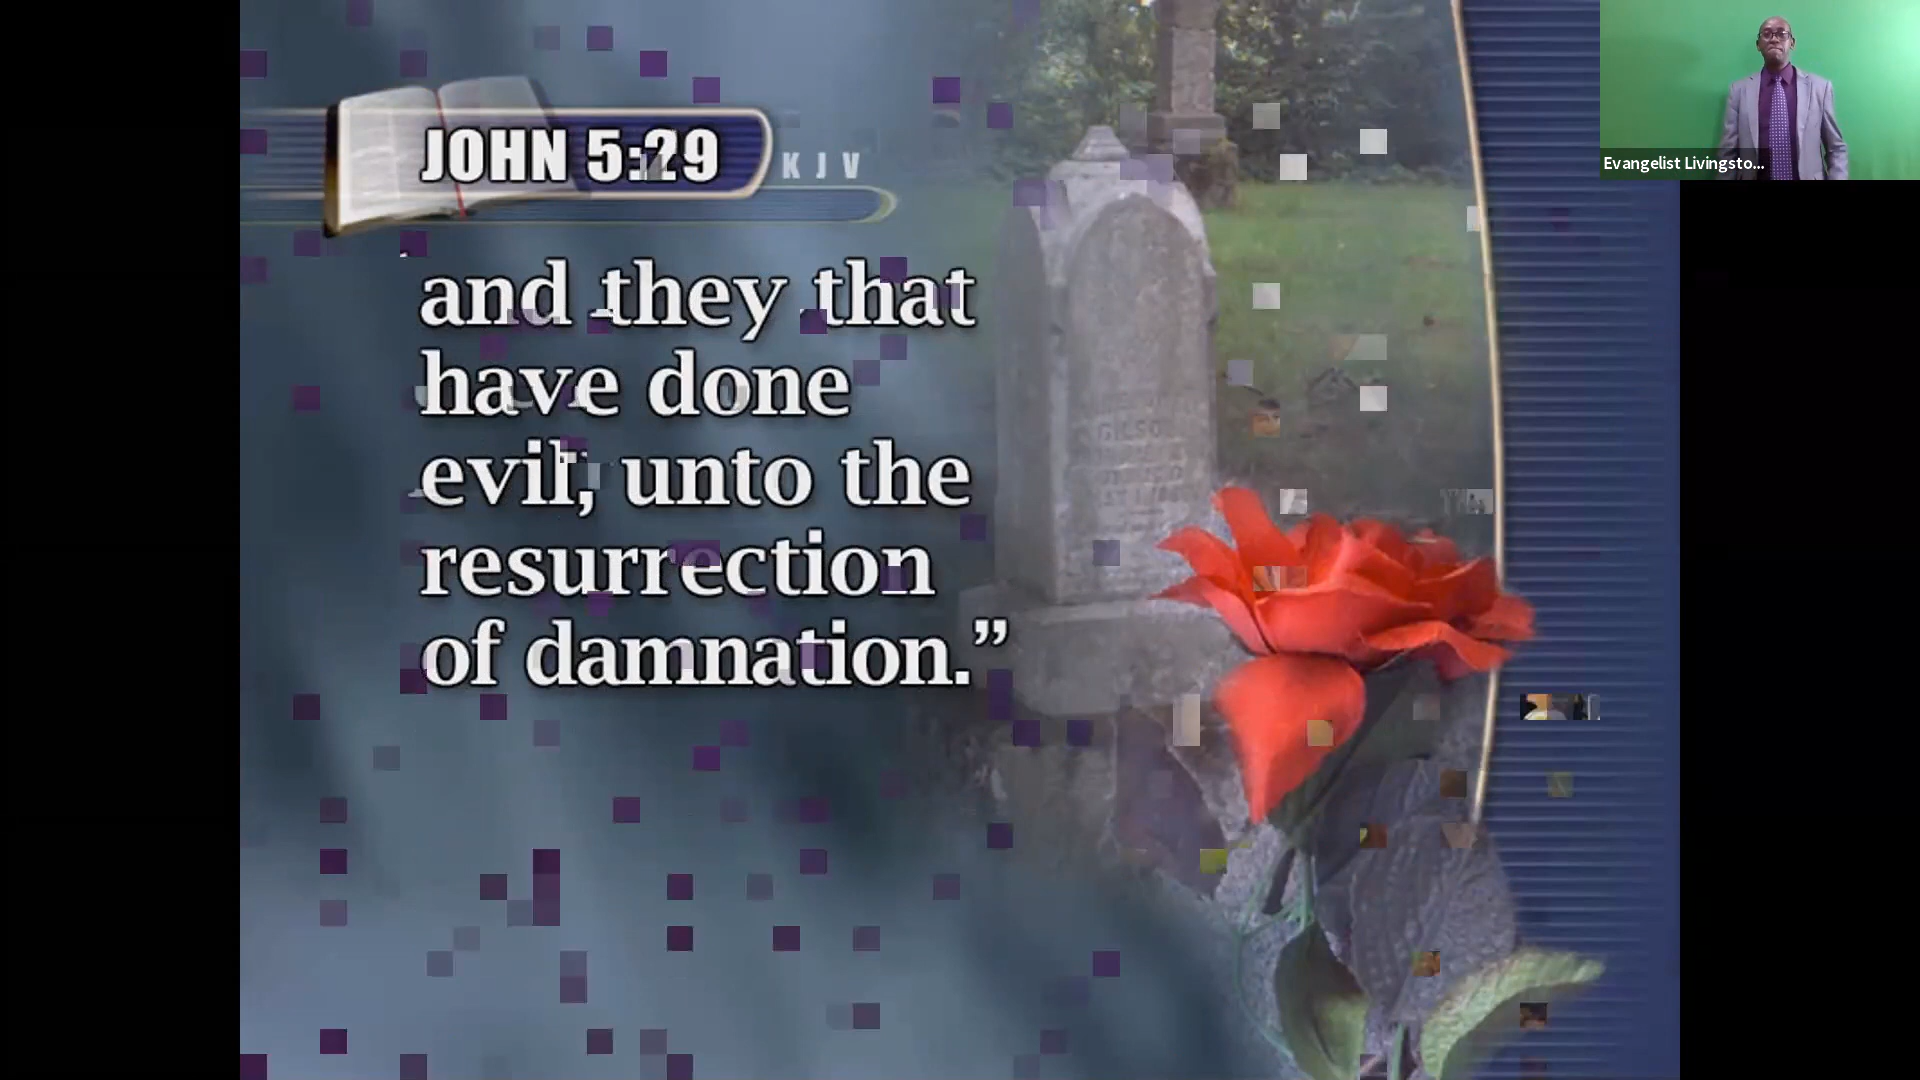 JOHN 5:29
KJV
and they that
have done
evil, unto the
resurrection
of damnation.”
Evangelist Livingsto...